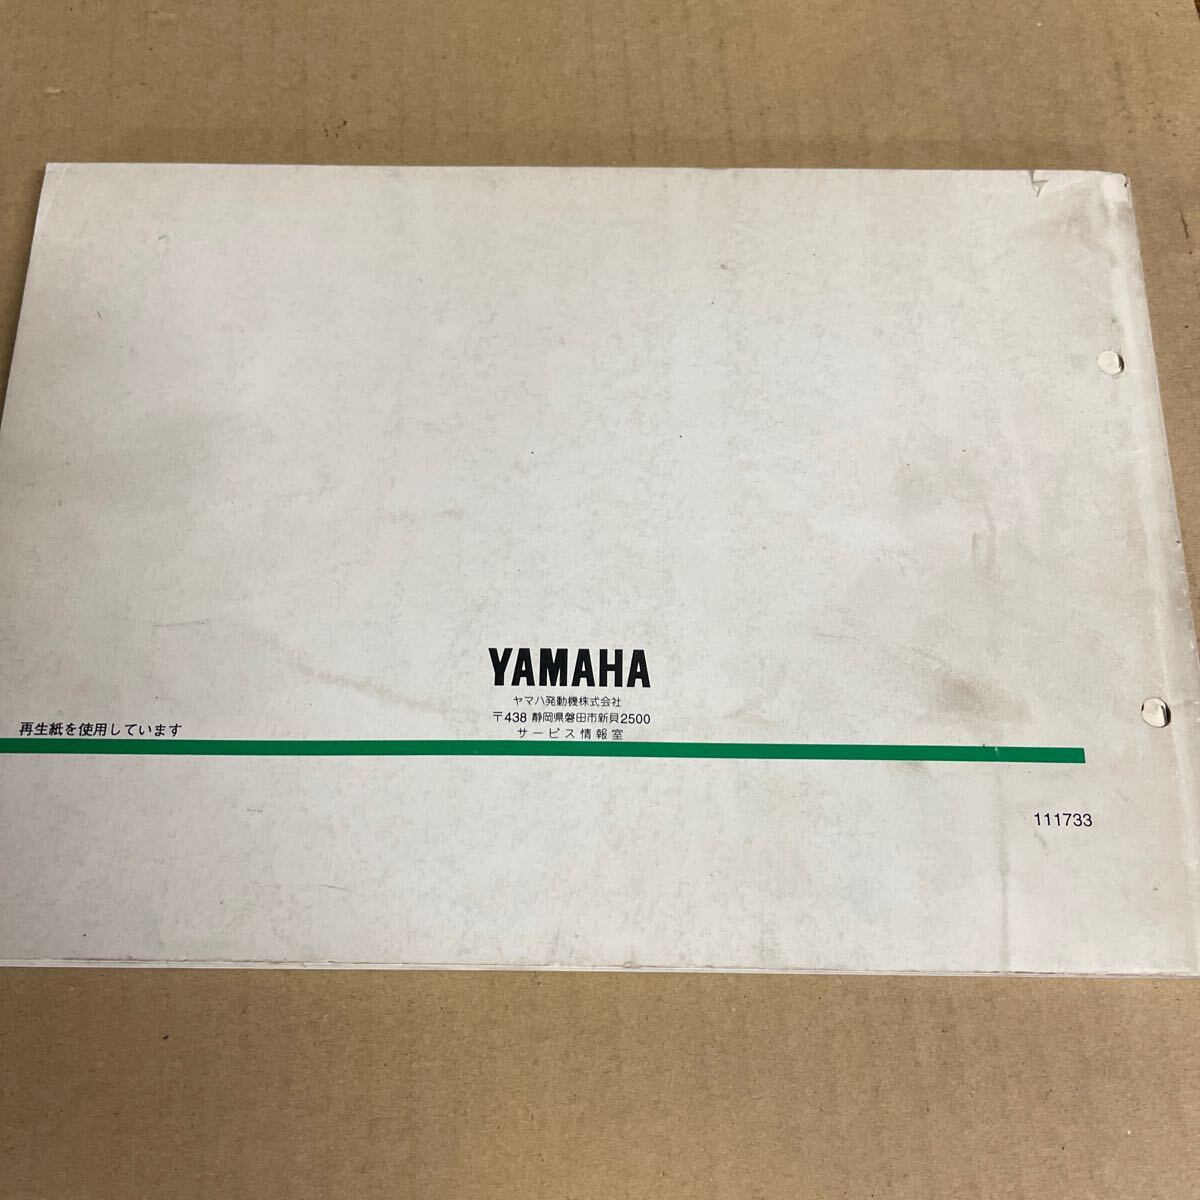 YAMAHA
ヤマハ発動機株式会社
〒438 静岡県磐田市新貝2500
サービス情報室
再生紙を使用しています
111733